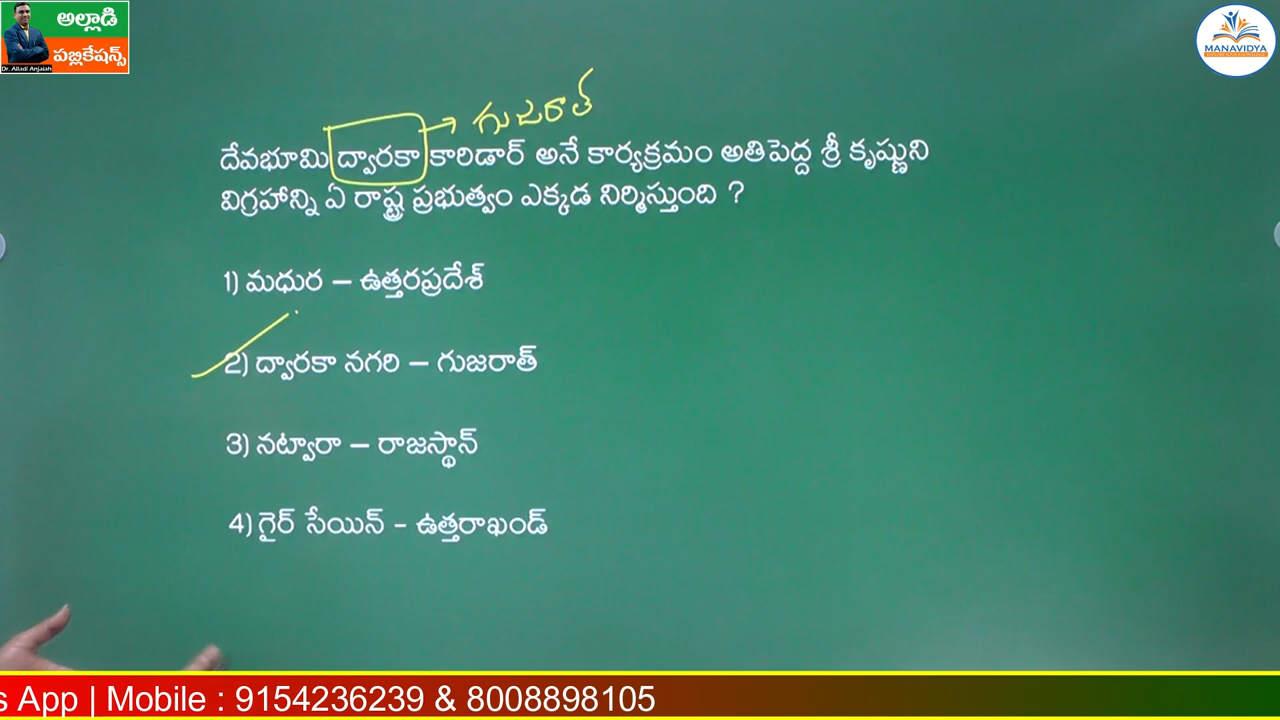 అల్లాడి
పబ్లికేషన్స్
Dr. Alladi Anjaiah
MANAVIDYA
గుజరాత్
దేవభూమి ద్వారకా కారిడార్ అనే కార్యక్రమం అతిపెద్ద శ్రీ కృష్ణుని
విగ్రహాన్ని ఏ రాష్ట్ర ప్రభుత్వం ఎక్కడ నిర్మిస్తుంది ?
1) మధుర – ఉత్తరప్రదేశ్
2) ద్వారకా నగరి – గుజరాత్
3) నట్వారా – రాజస్థాన్
4) గైర్ సేయిన్ - ఉత్తరాఖండ్
s App | Mobile : 9154236239 & 8008898105